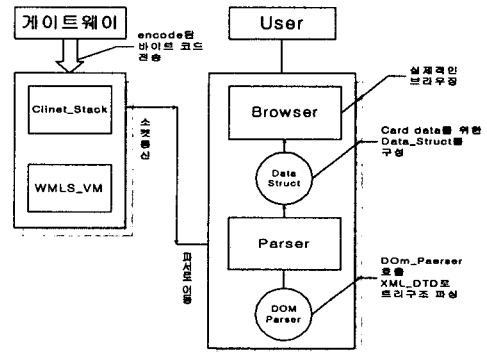 게이트웨이
encode된
바이트 코드
전송
Clinet_Stack
WMLS_VM
소켓통신
파서로 이동
User
Browser
실제적인
브라우징
Data
Struct
Card data를 위한
Data_Struct를
구성
Parser
DOM
Parser
DOm_Paerser
호출
XML_DTD로
트리구조 파싱